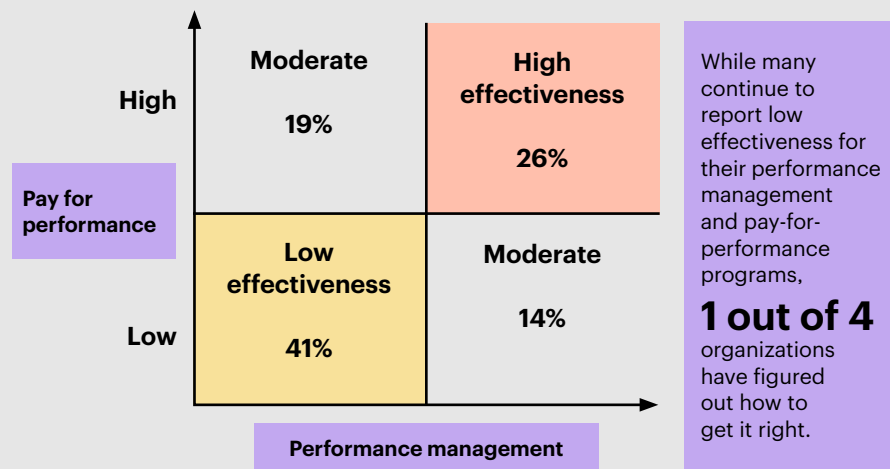 Moderate
19%
High
effectiveness
26%
High
Pay for
performance
Low
effectiveness
41%
Moderate
14%
Low
Performance management
While many
continue to
report low
effectiveness for
their performance
management
and pay-for-
performance
programs,
1 out of 4
organizations
have figured
out how to
get it right.